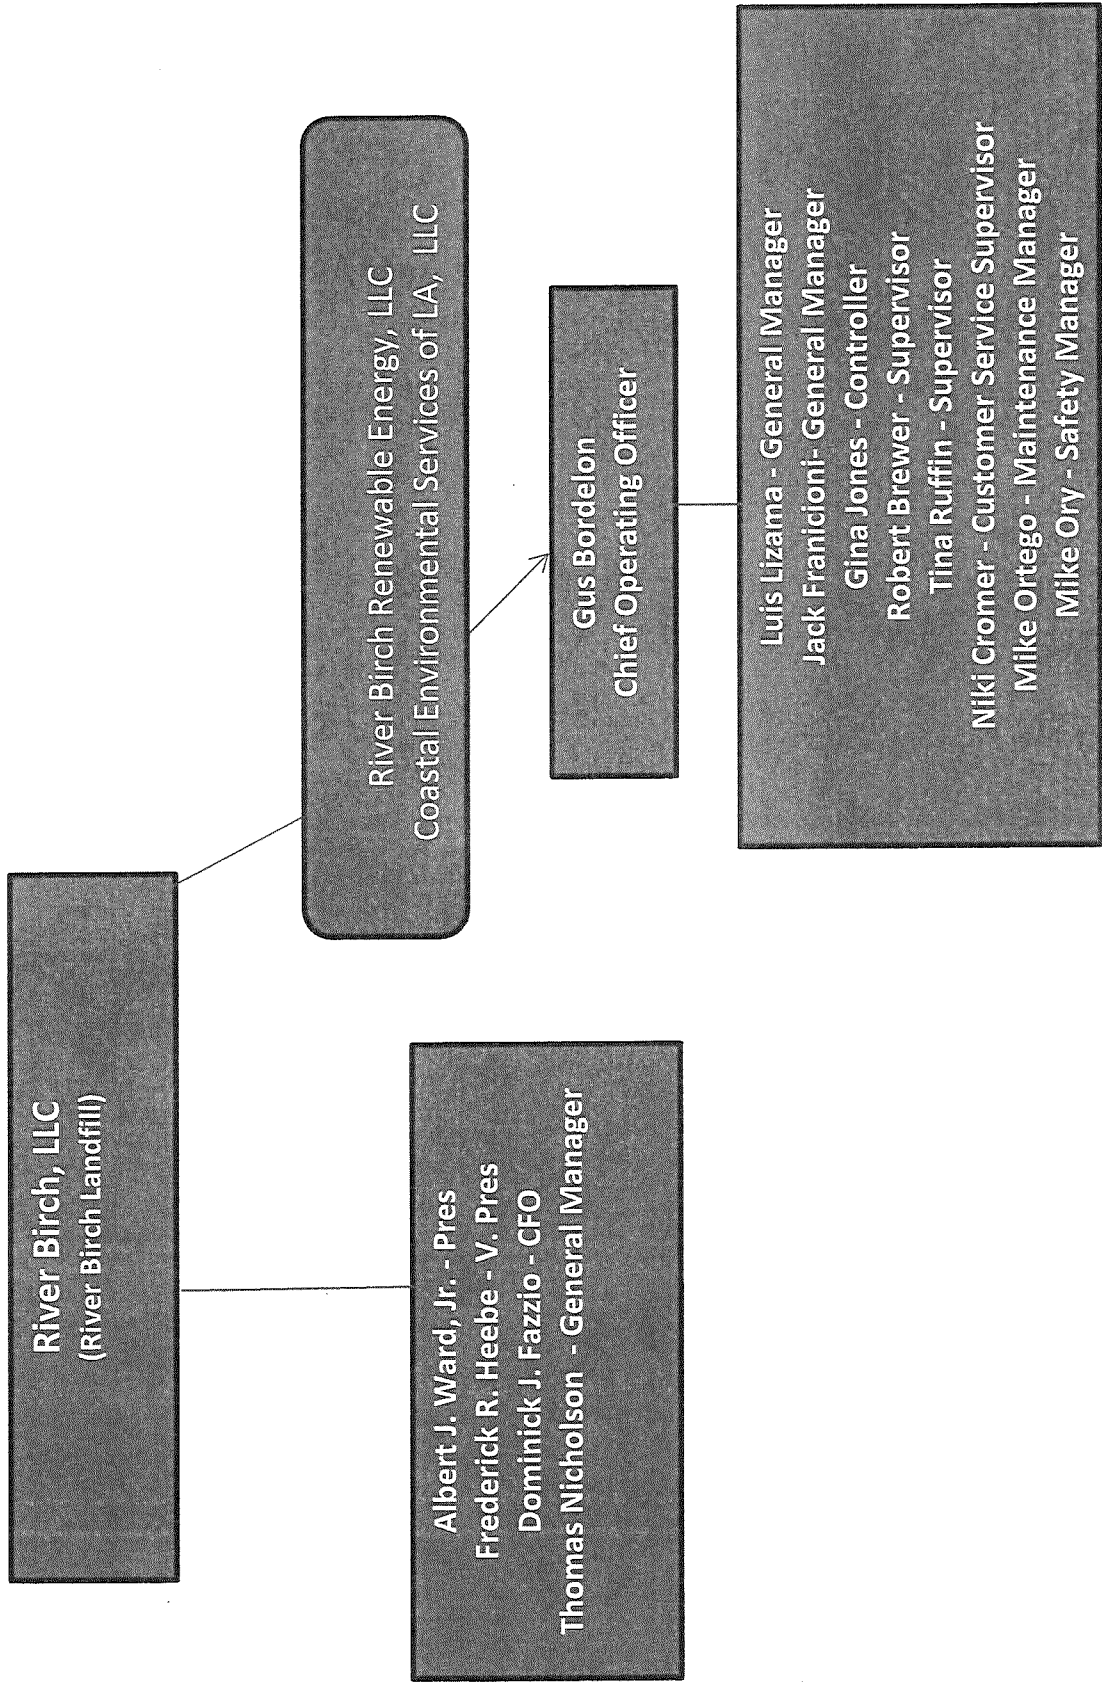 River Birch, LLC
(River Birch Landfill)
Albert J. Ward, Jr. - Pres
Frederick R. Heebe - V. Pres
Dominick J. Fazzio - CFO
Thomas Nicholson - General Manager
River Birch Renewable Energy, LLC
Coastal Environmental Services of LA, LLC
Gus Bordelon
Chief Operating Officer
Luis Lizama - General Manager
Jack Franicioni- General Manager
Gina Jones - Controller
Robert Brewer - Supervisor
Tina Ruffin - Supervisor
Niki Cromer - Customer Service Supervisor
Mike Ortego - Maintenance Manager
Mike Ory - Safety Manager